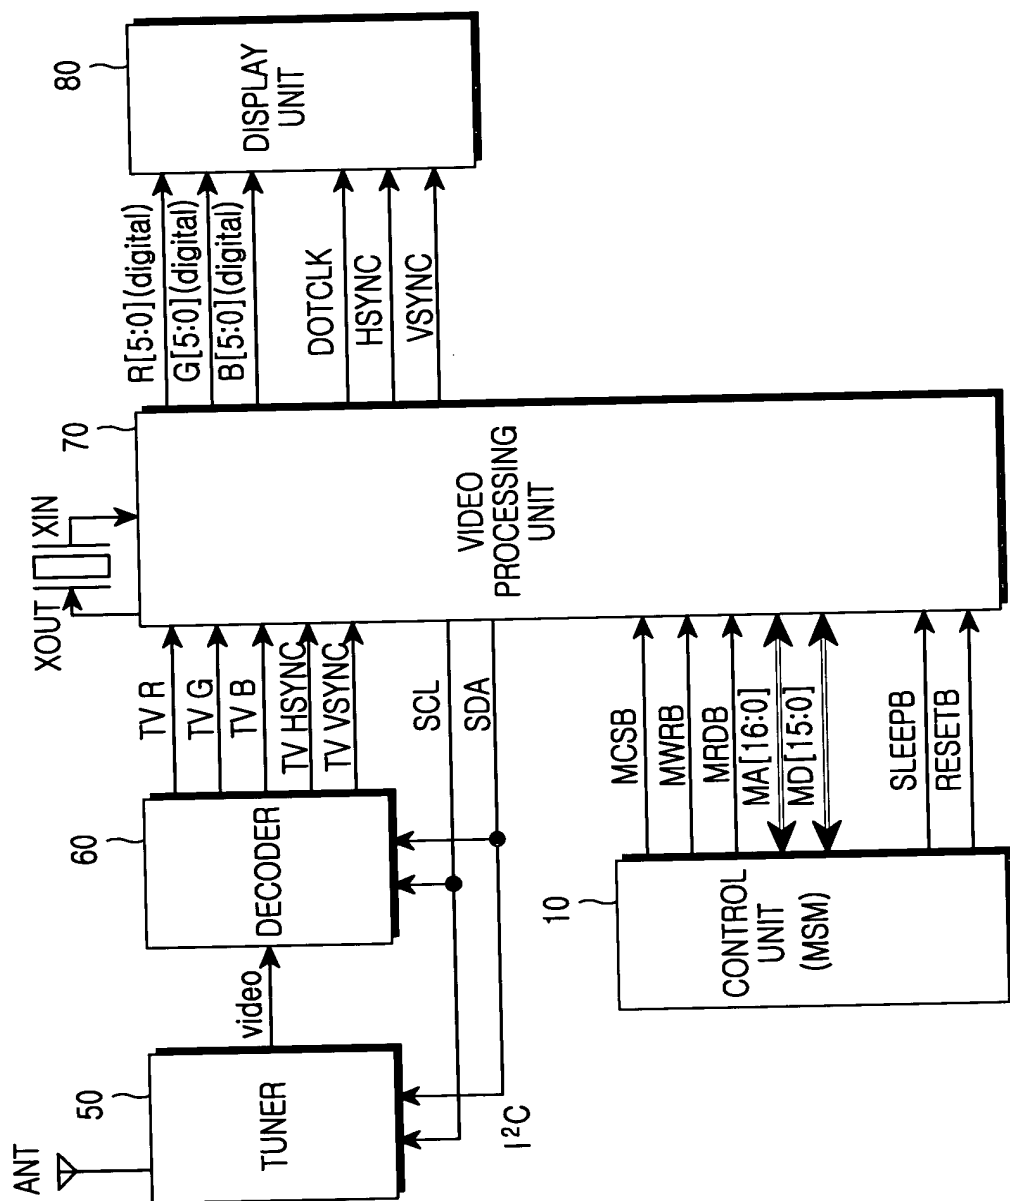 ANT
50
TUNER
video
I²C
60
DECODER
TV R
TV G
TV B
TV HSYNC
TV VSYNC
SCL
SDA
XOUT
XIN
70
VIDEO
PROCESSING
UNIT
10
CONTROL
UNIT
(MSM)
MCSB
MWRB
MRDB
MA[16:0]
MD[15:0]
SLEEPB
RESETB
R[5:0](digital)
G[5:0](digital)
B[5:0](digital)
DOTCLK
HSYNC
VSYNC
80
DISPLAY
UNIT